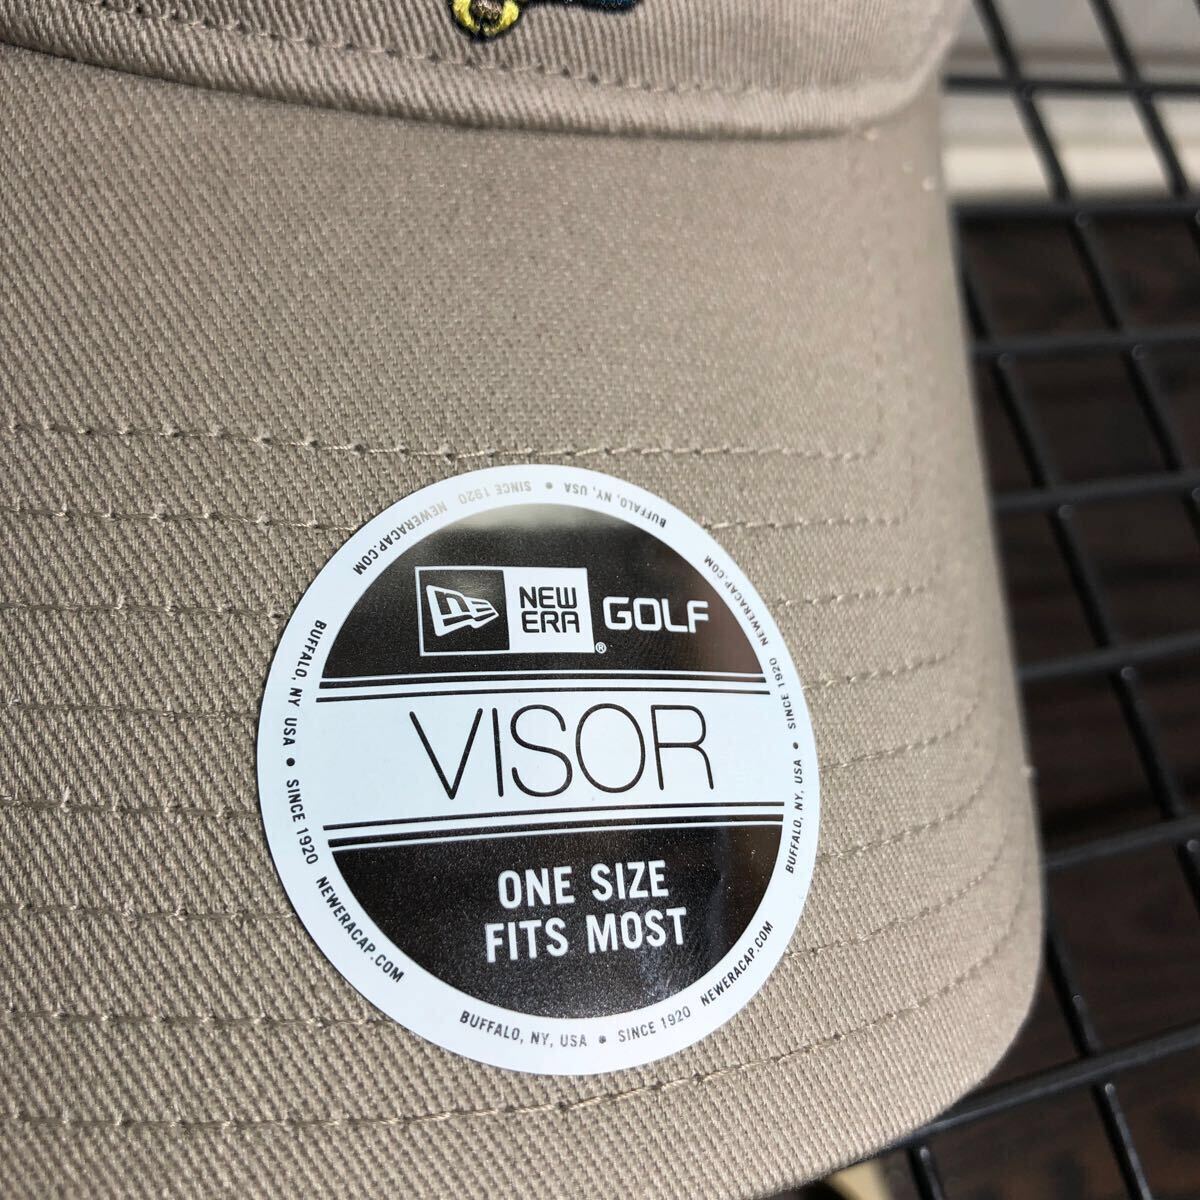 NEW
ERA
GOLF
®
VISOR
ONE SIZE
FITS MOST
BUFFALO, NY, USA • SINCE 1920 NEWERACAP.COM
BUFFALO, NY, USA • SINCE 1920 NEWERACAP.COM
BUFFALO, NY, USA • SINCE 1920 NEWERACAP.COM
BUFFALO, NY USA • SINCE 1920 NEWERACAP.COM